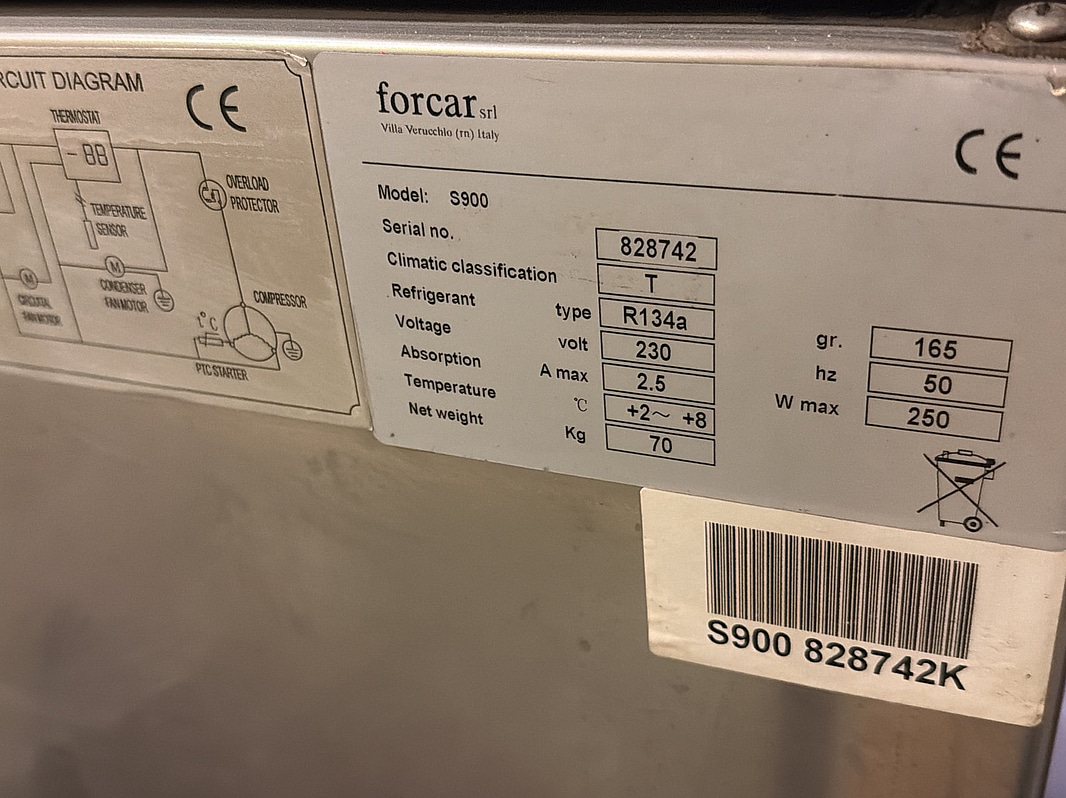 RCUIT DIAGRAM
CE
THERMOSTAT
-88
OVERLOAD
PROTECTOR
TEMPERATURE
SENSOR
M
CONDENSER
FAN MOTOR
M
FAN MOTOR
COMPRESSOR
t°C
PTC STARTER
forcar srl
Villa Verucchio (rn) Italy
CE
Model: S900
Serial no. 828742
Climatic classification T
Refrigerant type R134a gr. 165
Voltage volt 230 hz 50
Absorption A max 2.5 W max 250
Temperature °C +2~ +8
Net weight Kg 70
S900 828742K